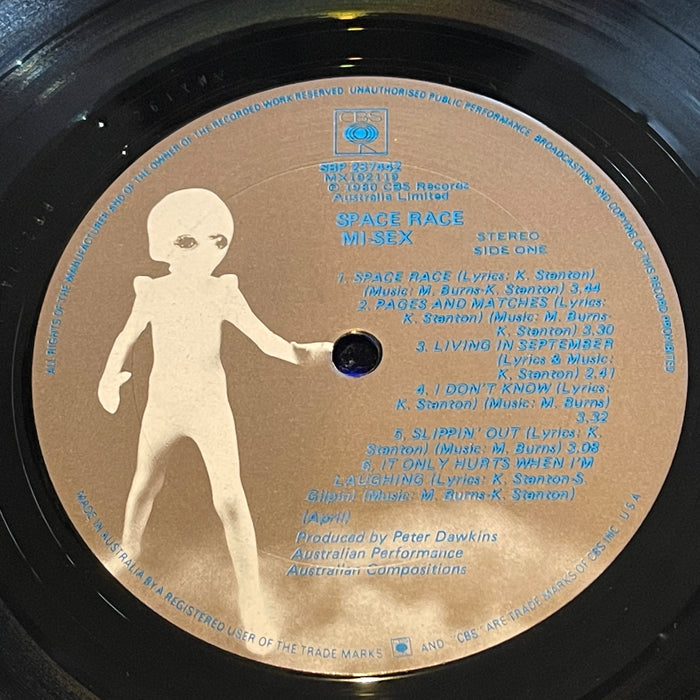 ALL RIGHTS OF THE MANUFACTURER AND OF THE OWNER OF THE RECORDED WORK RESERVED UNAUTHORISED PUBLIC PERFORMANCE BROADCASTING AND COPYING OF THIS RECORD PROHIBITED
CBS
SBP 237442
MX192119
℗ 1980 CBS Records
Australia Limited
SPACE RACE
MI-SEX
STEREO
SIDE ONE
1. SPACE RACE (Lyrics: K. Stanton)
(Music: M. Burns-K. Stanton) 3.44
2. PAGES AND MATCHES (Lyrics:
K. Stanton) (Music: M. Burns-
K. Stanton) 3.30
3. LIVING IN SEPTEMBER
(Lyrics & Music:
K. Stanton) 2.41
4. I DON'T KNOW (Lyrics:
K. Stanton) (Music: M. Burns)
3.32
5. SLIPPIN' OUT (Lyrics: K.
Stanton) (Music: M. Burns) 3.08
6. IT ONLY HURTS WHEN I'M
LAUGHING (Lyrics: K. Stanton-S.
Gilpin) (Music: M. Burns-K. Stanton)
(April)
Produced by Peter Dawkins
Australian Performance
Australian Compositions
MADE IN AUSTRALIA BY A REGISTERED USER OF THE TRADE MARKS AND "CBS" ARE TRADE MARKS OF CBS INC. U.S.A.